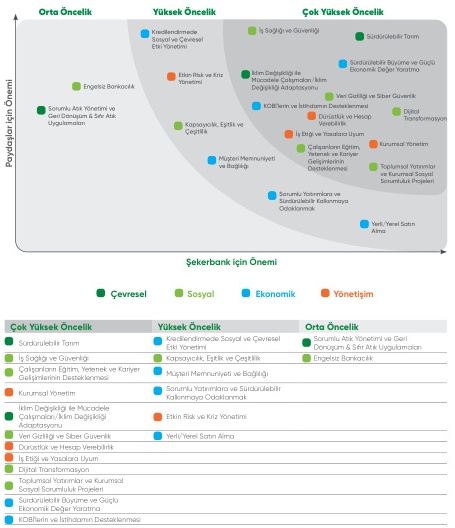 Orta Öncelik
Yüksek Öncelik
Çok Yüksek Öncelik
Kredilendirmede
Sosyal ve Çevresel
Etki Yönetimi
İş Sağlığı ve Güvenliği
Sürdürülebilir Tarım
Etkin Risk ve Kriz
Yönetimi
İklim Değişikliği ile
Mücadele Çalışmaları/İklim
Değişikliği Adaptasyonu
Sürdürülebilir Büyüme ve Güçlü
Ekonomik Değer Yaratma
Engelsiz Bankacılık
Veri Gizliliği ve Siber Güvenlik
Sorumlu Atık Yönetimi ve
Geri Dönüşüm & Sıfır Atık
Uygulamaları
KOBİ'lerin ve İstihdamın Desteklenmesi
Dijital
Transformasyon
Dürüstlük ve Hesap
Verebilirlik
Kapsayıcılık, Eşitlik ve
Çeşitlilik
İş Etiği ve Yasalara Uyum
Çalışanların Eğitim,
Yetenek ve Kariyer
Gelişimlerinin
Desteklenmesi
Kurumsal Yönetim
Müşteri Memnuniyeti
ve Bağlılığı
Toplumsal Yatırımlar
ve Kurumsal Sosyal
Sorumluluk Projeleri
Sorumlu Yatırımlara ve
Sürdürülebilir Kalkınmaya
Odaklanmak
Yerli/Yerel Satın
Alma
Paydaşlar için Önemi
Şekerbank için Önemi
Çevresel
Sosyal
Ekonomik
Yönetişim
Çok Yüksek Öncelik
Yüksek Öncelik
Orta Öncelik
Sürdürülebilir Tarım
Kredilendirmede Sosyal ve Çevresel
Etki Yönetimi
Sorumlu Atık Yönetimi ve Geri
Dönüşüm & Sıfır Atık Uygulamaları
İş Sağlığı ve Güvenliği
Kapsayıcılık, Eşitlik ve Çeşitlilik
Engelsiz Bankacılık
Çalışanların Eğitim, Yetenek ve Kariyer
Gelişimlerinin Desteklenmesi
Müşteri Memnuniyeti ve Bağlılığı
Kurumsal Yönetim
Sorumlu Yatırımlara ve Sürdürülebilir
Kalkınmaya Odaklanmak
İklim Değişikliği ile Mücadele
Çalışmaları/İklim Değişikliği
Adaptasyonu
Etkin Risk ve Kriz Yönetimi
Veri Gizliliği ve Siber Güvenlik
Yerli/Yerel Satın Alma
Dürüstlük ve Hesap Verebilirlik
İş Etiği ve Yasalara Uyum
Dijital Transformasyon
Toplumsal Yatırımlar ve Kurumsal
Sosyal Sorumluluk Projeleri
Sürdürülebilir Büyüme ve Güçlü
Ekonomik Değer Yaratma
KOBİ'lerin ve İstihdamın Desteklenmesi